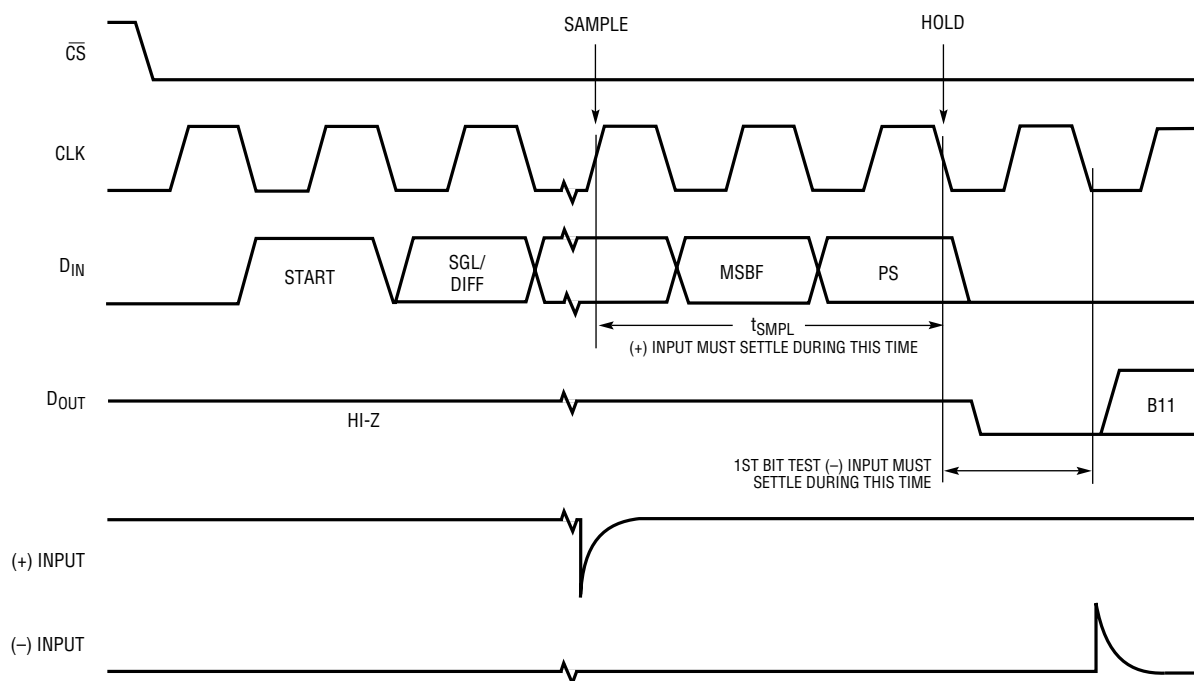 SAMPLE
HOLD
C̅S̅
CLK
DIN
START
SGL/
DIFF
MSBF
PS
tSMPL
(+) INPUT MUST SETTLE DURING THIS TIME
DOUT
HI-Z
B11
1ST BIT TEST (–) INPUT MUST
SETTLE DURING THIS TIME
(+) INPUT
(–) INPUT